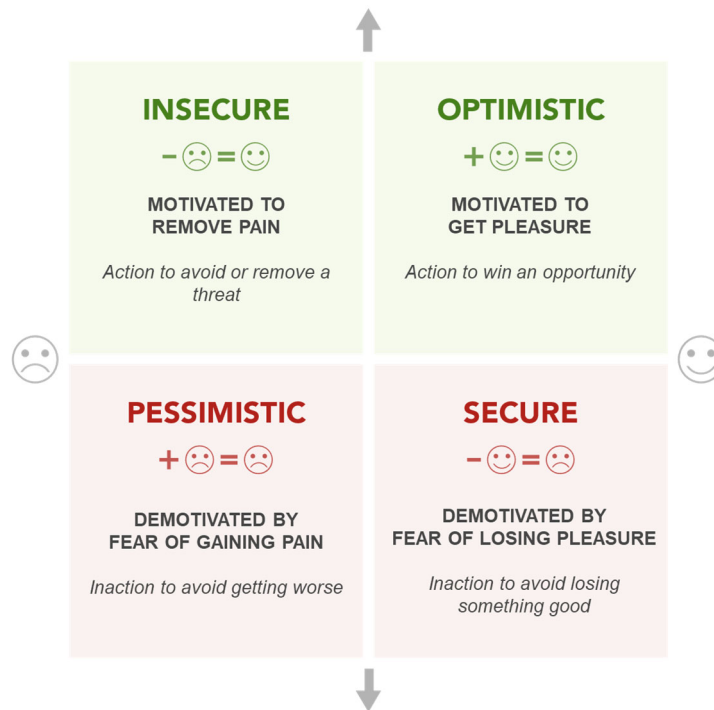 INSECURE
- =
MOTIVATED TO
REMOVE PAIN
Action to avoid or remove a
threat
OPTIMISTIC
+ =
MOTIVATED TO
GET PLEASURE
Action to win an opportunity
PESSIMISTIC
+ =
DEMOTIVATED BY
FEAR OF GAINING PAIN
Inaction to avoid getting worse
SECURE
- =
DEMOTIVATED BY
FEAR OF LOSING PLEASURE
Inaction to avoid losing
something good